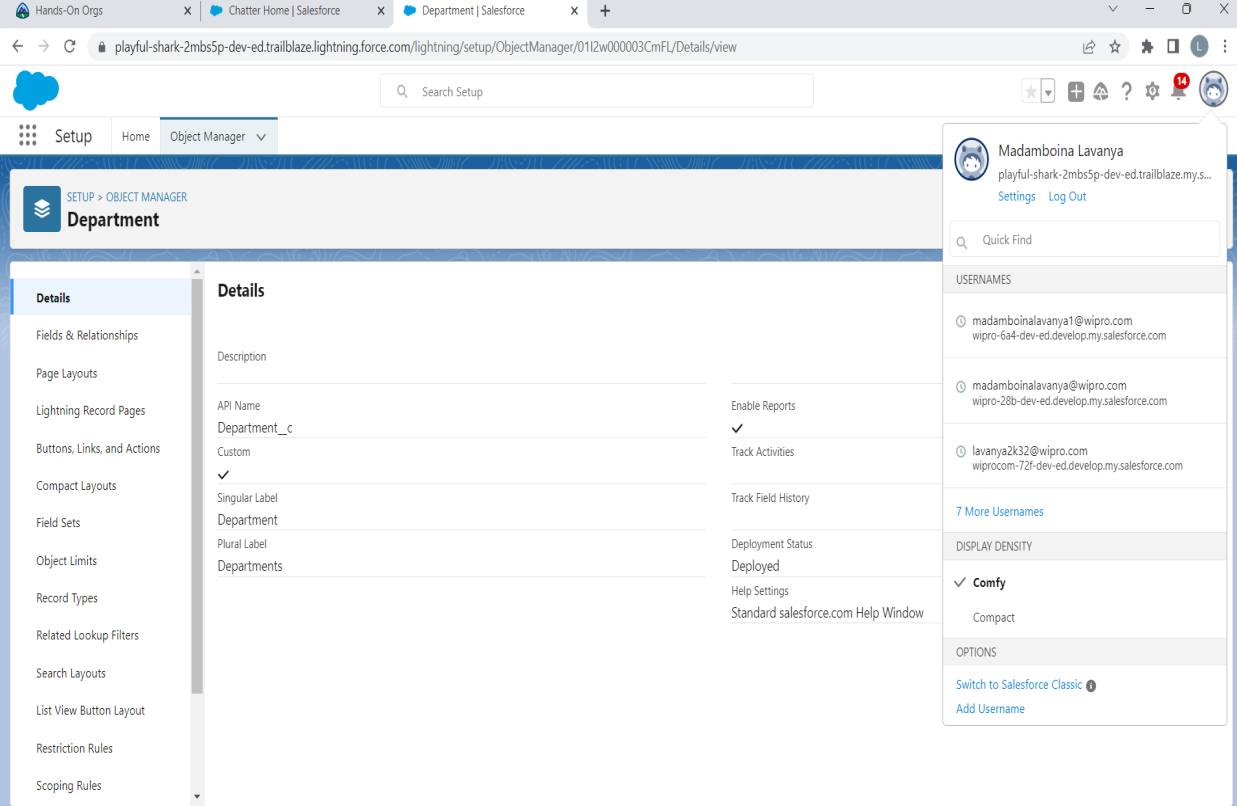 Hands-On Orgs
Chatter Home | Salesforce
Department | Salesforce
playful-shark-2mbs5p-dev-ed.trailblaze.lightning.force.com/lightning/setup/ObjectManager/01I2w000003CmFL/Details/view
L
Search Setup
14
Setup
Home
Object Manager
SETUP > OBJECT MANAGER
Department
Details
Fields & Relationships
Page Layouts
Lightning Record Pages
Buttons, Links, and Actions
Compact Layouts
Field Sets
Object Limits
Record Types
Related Lookup Filters
Search Layouts
List View Button Layout
Restriction Rules
Scoping Rules
Details
Description
API Name
Department__c
Custom
Singular Label
Department
Plural Label
Departments
Enable Reports
Track Activities
Track Field History
Deployment Status
Deployed
Help Settings
Standard salesforce.com Help Window
Madamboina Lavanya
playful-shark-2mbs5p-dev-ed.trailblaze.my.s...
Settings Log Out
Quick Find
USERNAMES
madamboinalavanya1@wipro.com
wipro-6a4-dev-ed.develop.my.salesforce.com
madamboinalavanya@wipro.com
wipro-28b-dev-ed.develop.my.salesforce.com
lavanya2k32@wipro.com
wiprocom-72f-dev-ed.develop.my.salesforce.com
7 More Usernames
DISPLAY DENSITY
Comfy
Compact
OPTIONS
Switch to Salesforce Classic
Add Username